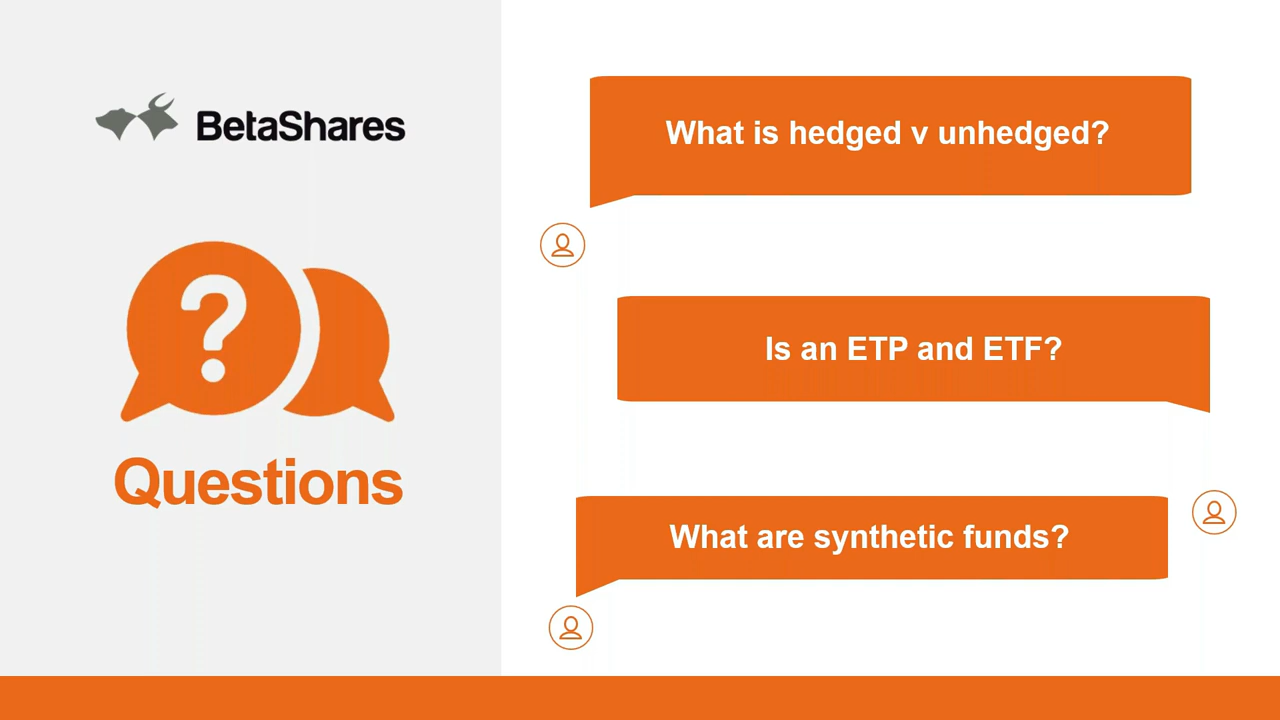 BetaShares
?
Questions
What is hedged v unhedged?
Is an ETP and ETF?
What are synthetic funds?